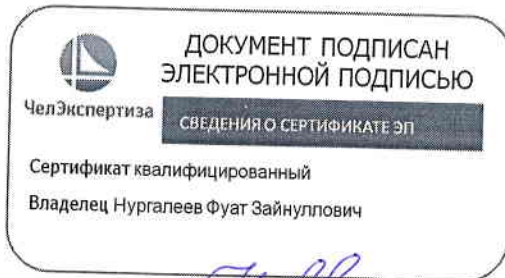 ДОКУМЕНТ ПОДПИСАН
ЭЛЕКТРОННОЙ ПОДПИСЬЮ
ЧелЭкспертиза
СВЕДЕНИЯ О СЕРТИФИКАТЕ ЭП
Сертификат квалифицированный
Владелец Нургалеев Фуат Зайнуллович